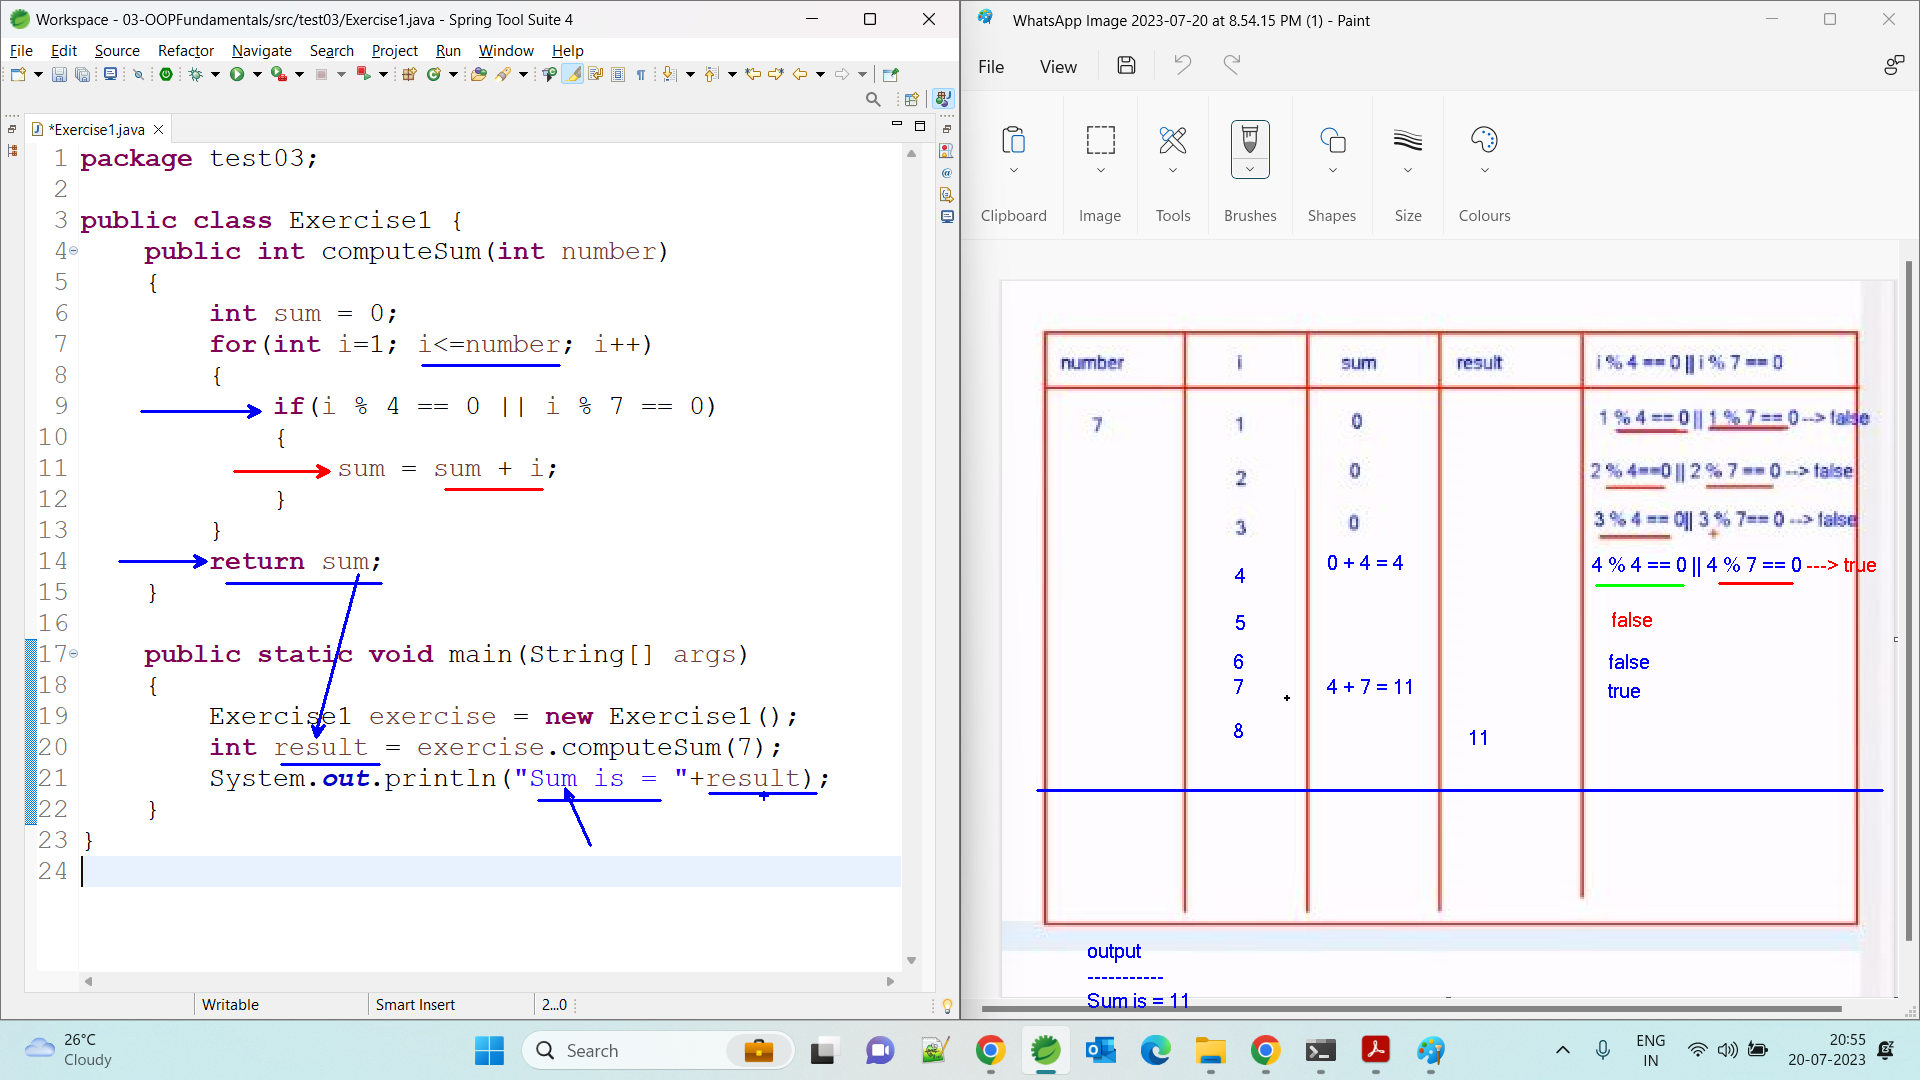 Workspace - 03-OOPFundamentals/src/test03/Exercise1.java - Spring Tool Suite 4
File Edit Source Refactor Navigate Search Project Run Window Help
*Exercise1.java
1 package test03;
2
3 public class Exercise1 {
4 public int computeSum(int number)
5 {
6 int sum = 0;
7 for(int i=1; i<=number; i++)
8 {
9 if(i % 4 == 0 || i % 7 == 0)
10 {
11 sum = sum + i;
12 }
13 }
14 return sum;
15 }
16
17 public static void main(String[] args)
18 {
19 Exercise1 exercise = new Exercise1();
20 int result = exercise.computeSum(7);
21 System.out.println("Sum is = "+result);
22 }
23 }
24
Writable Smart Insert 2...0
WhatsApp Image 2023-07-20 at 8.54.15 PM (1) - Paint
File View
Clipboard Image Tools Brushes Shapes Size Colours
number i sum result i % 4 == 0 || i % 7 == 0
7 1 0 1 % 4 == 0 || 1 % 7 == 0 --> false
2 0 2 % 4==0 || 2 % 7 == 0 --> false
3 0 3 % 4 == 0|| 3 % 7== 0 --> false
4 0 + 4 = 4 4 % 4 == 0 || 4 % 7 == 0 ---> true
5 false
6 false
7 4 + 7 = 11 true
8 11
output
-----------
Sum is = 11
26°C
Cloudy
Search
ENG
IN
20:55
20-07-2023